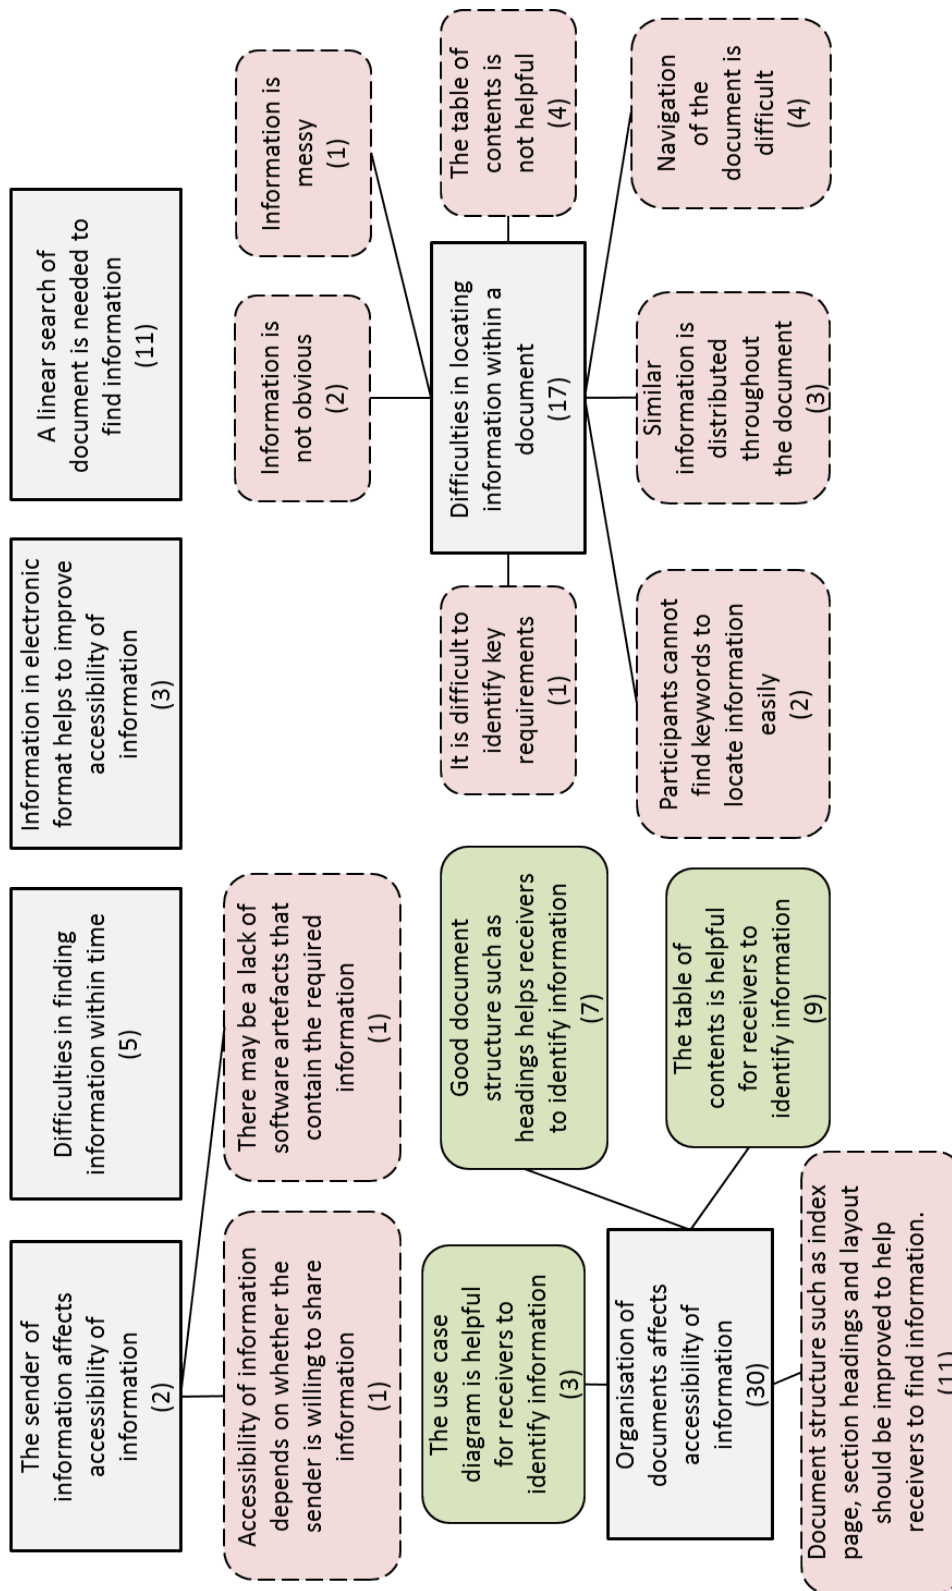 The sender of
information affects
accessibility of
information
(2)
Difficulties in finding
information within time
(5)
Information in electronic
format helps to improve
accessibility of
information
(3)
A linear search of
document is needed to
find information
(11)
Accessibility of information
depends on whether the
sender is willing to share
information
(1)
There may be a lack of
software artefacts that
contain the required
information
(1)
Information is
not obvious
(2)
Information is
messy
(1)
The use case
diagram is helpful
for receivers to
identify information
(3)
Good document
structure such as
headings helps receivers
to identify information
(7)
It is difficult to
identify key
requirements
(1)
Difficulties in locating
information within a
document
(17)
The table of
contents is
not helpful
(4)
Organisation of
documents affects
accessibility of
information
(30)
The table of
contents is helpful
for receivers to
identify information
(9)
Participants cannot
find keywords to
locate information
easily
(2)
Similar
information is
distributed
throughout
the document
(3)
Navigation
of the
document is
difficult
(4)
Document structure such as index
page, section headings and layout
should be improved to help
receivers to find information.
(11)